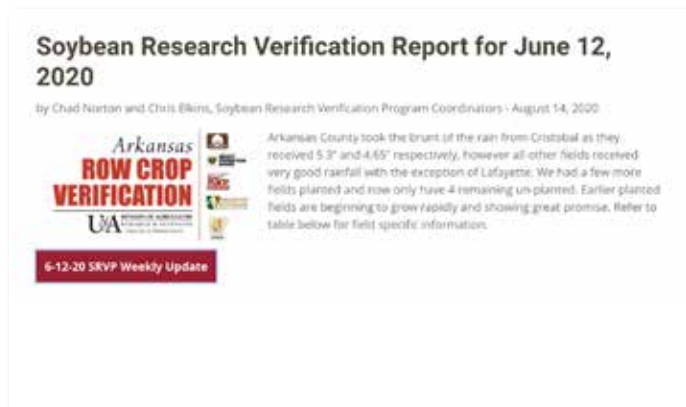 Soybean Research Verification Report for June 12,
2020
by Chad Norton and Chris Elkins, Soybean Research Verification Program Coordinators - August 14, 2020
Arkansas
ROW CROP
VERIFICATION
UA
Arkansas County took the brunt of the rain from Cristobal as they
received 5.3" and 4.65" respectively, however all other fields received
very good rainfall with the exception of Lafayette. We had a few more
fields planted and now only have 4 remaining un-planted. Earlier planted
fields are beginning to grow rapidly and showing great promise. Refer to
table below for field specific information.
6-12-20 SRVP Weekly Update